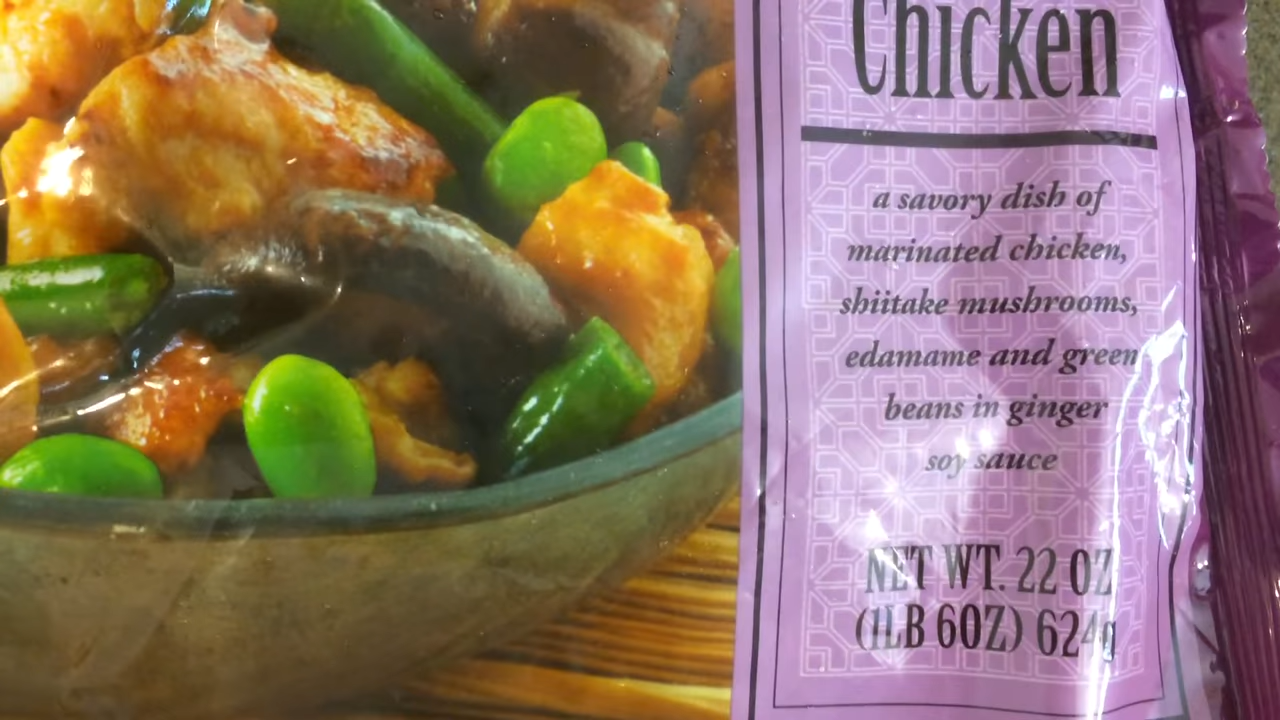 Chicken
a savory dish of
marinated chicken,
shiitake mushrooms,
edamame and green
beans in ginger
soy sauce
NET WT. 22 OZ
(1LB 6OZ) 624g